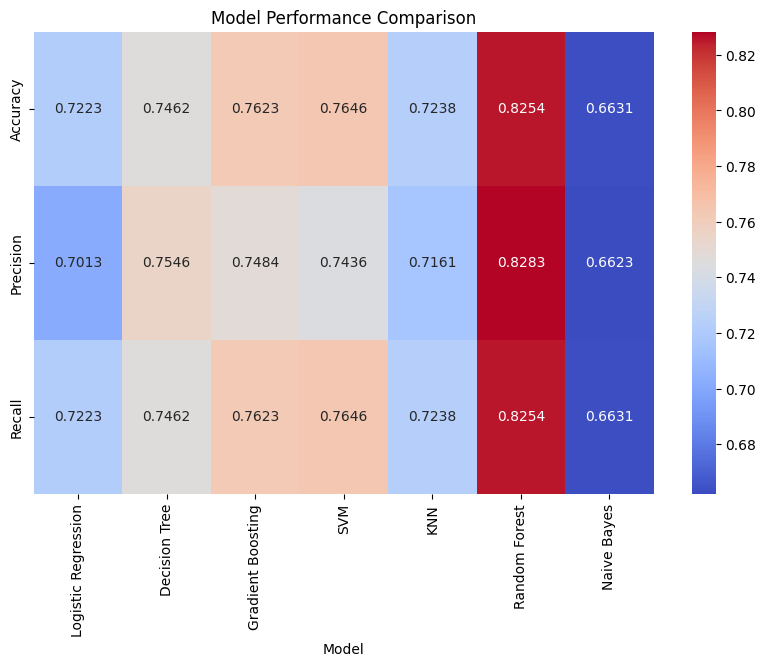 Model Performance Comparison
Accuracy
0.7223 0.7462 0.7623 0.7646 0.7238 0.8254 0.6631
Precision
0.7013 0.7546 0.7484 0.7436 0.7161 0.8283 0.6623
Recall
0.7223 0.7462 0.7623 0.7646 0.7238 0.8254 0.6631
Logistic Regression
Decision Tree
Gradient Boosting
SVM
KNN
Random Forest
Naive Bayes
Model
0.82
0.80
0.78
0.76
0.74
0.72
0.70
0.68